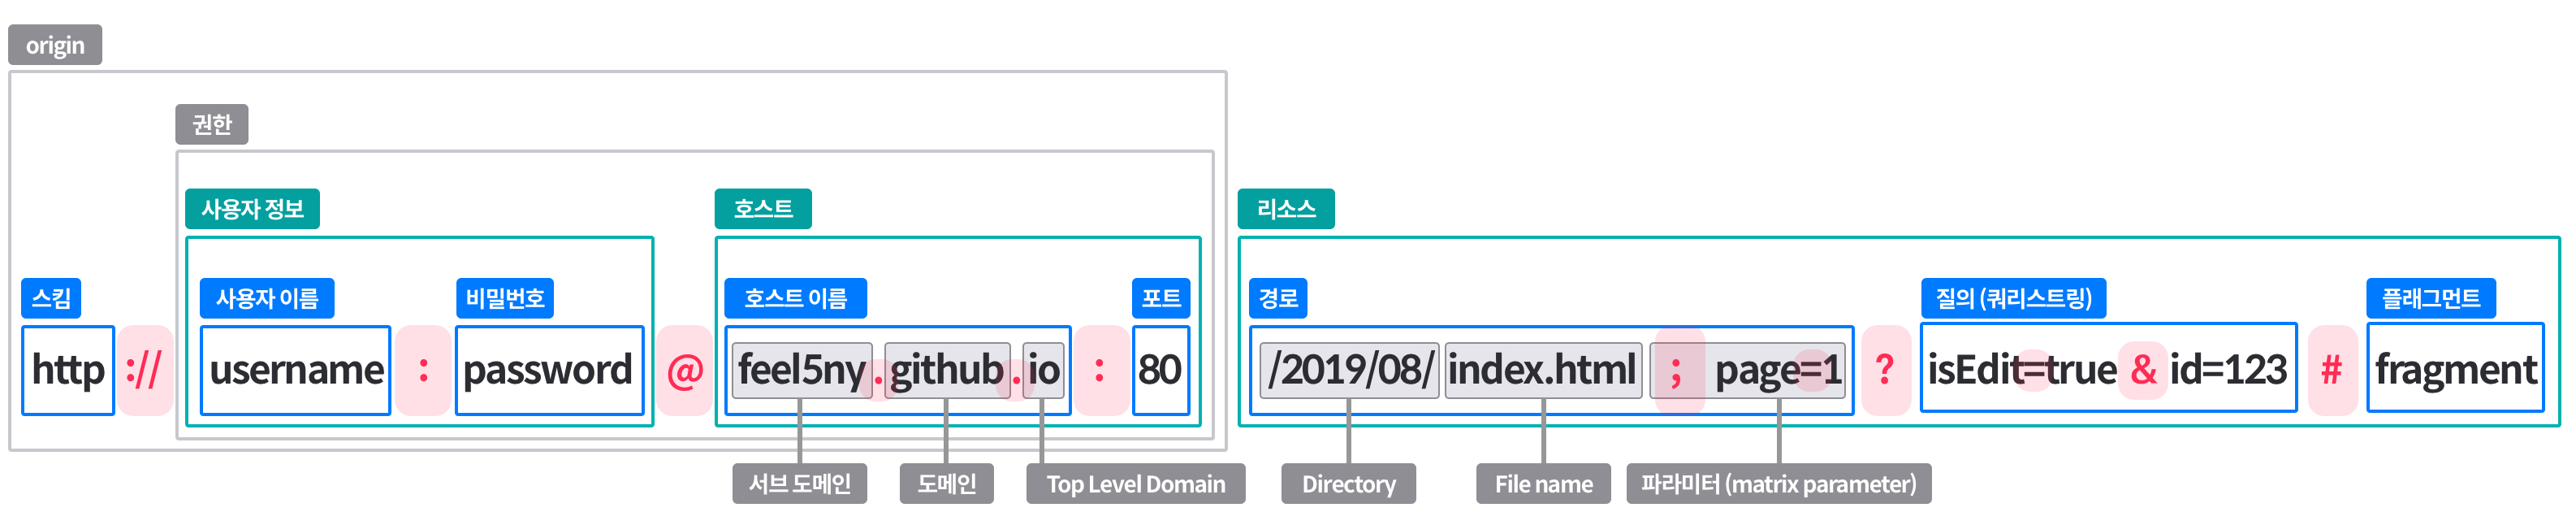 origin
권한
사용자 정보
호스트
리소스
스킴
사용자 이름
비밀번호
호스트 이름
포트
경로
질의 (쿼리스트링)
플래그먼트
http :// username : password @ feel5ny . github . io : 80 /2019/08/ index.html ; page=1 ? isEdit=true & id=123 # fragment
서브 도메인
도메인
Top Level Domain
Directory
File name
파라미터 (matrix parameter)